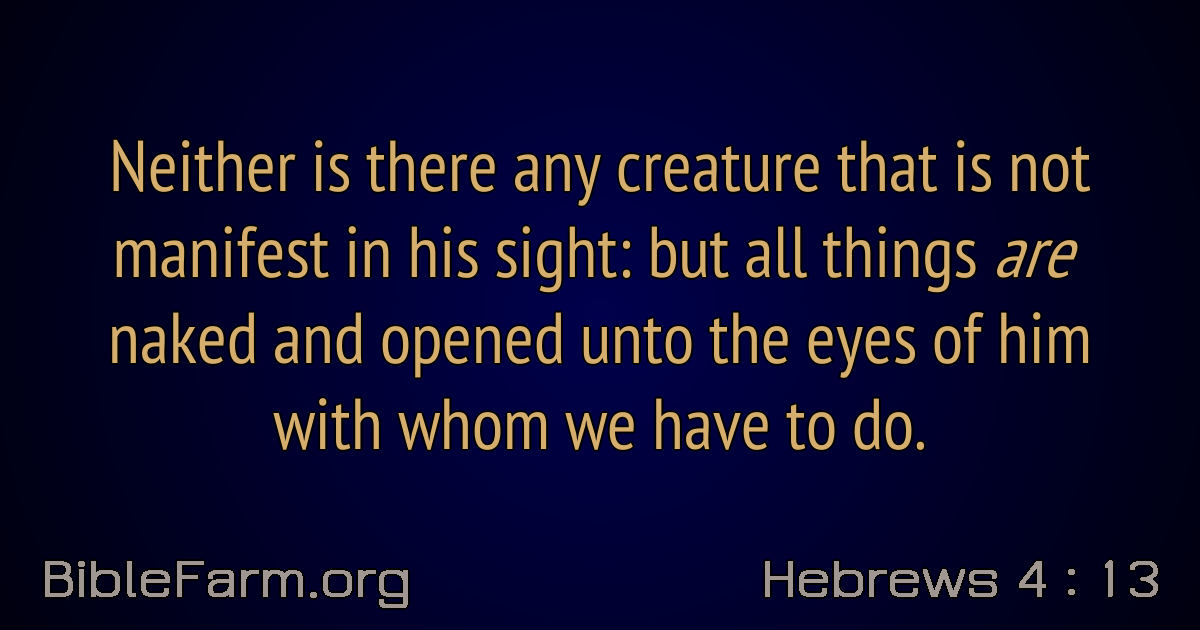 Neither is there any creature that is not
manifest in his sight: but all things are
naked and opened unto the eyes of him
with whom we have to do.
BibleFarm.org
Hebrews 4 : 13